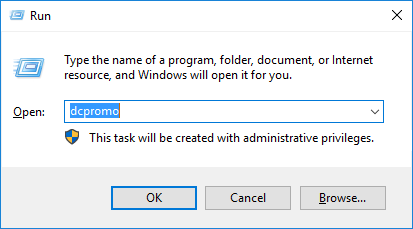 Run
Type the name of a program, folder, document, or Internet
resource, and Windows will open it for you.
Open: dcpromo
This task will be created with administrative privileges.
OK Cancel Browse...